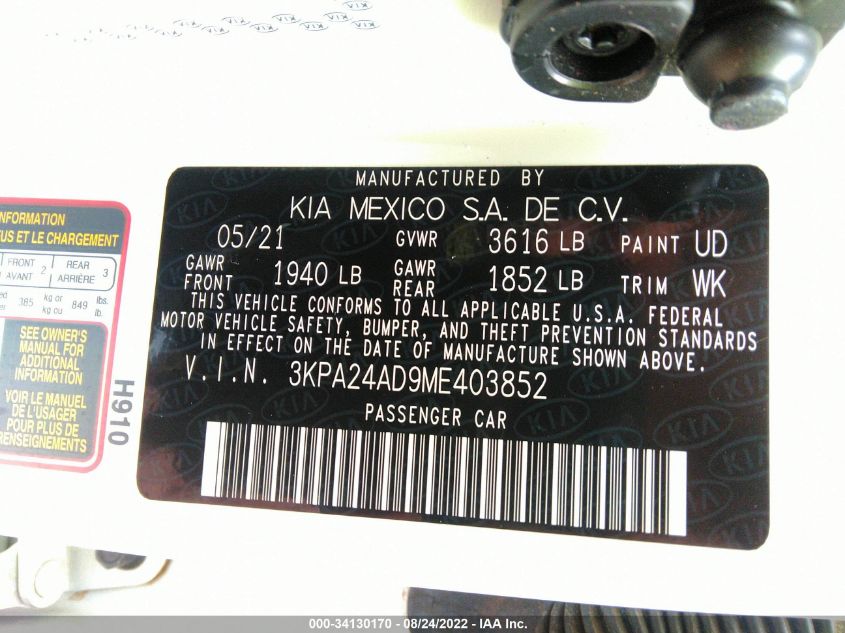 MANUFACTURED BY
KIA MEXICO S.A. DE C.V.
05/21 GVWR 3616 LB PAINT UD
GAWR FRONT 1940 LB GAWR REAR 1852 LB TRIM WK
THIS VEHICLE CONFORMS TO ALL APPLICABLE U.S.A. FEDERAL
MOTOR VEHICLE SAFETY, BUMPER, AND THEFT PREVENTION STANDARDS
IN EFFECT ON THE DATE OF MANUFACTURE SHOWN ABOVE.
V.I.N. 3KPA24AD9ME403852
PASSENGER CAR
INFORMATION
ET LE CHARGEMENT
FRONT AVANT 2 REAR ARRIÈRE 3
385 kg or kg ou 849 lbs. lb.
SEE OWNER'S
MANUAL FOR
ADDITIONAL
INFORMATION
VOIR LE MANUEL
DE L'USAGER
POUR PLUS DE
RENSEIGNEMENTS
H910
KIA
000-34130170 - 08/24/2022 - IAA Inc.